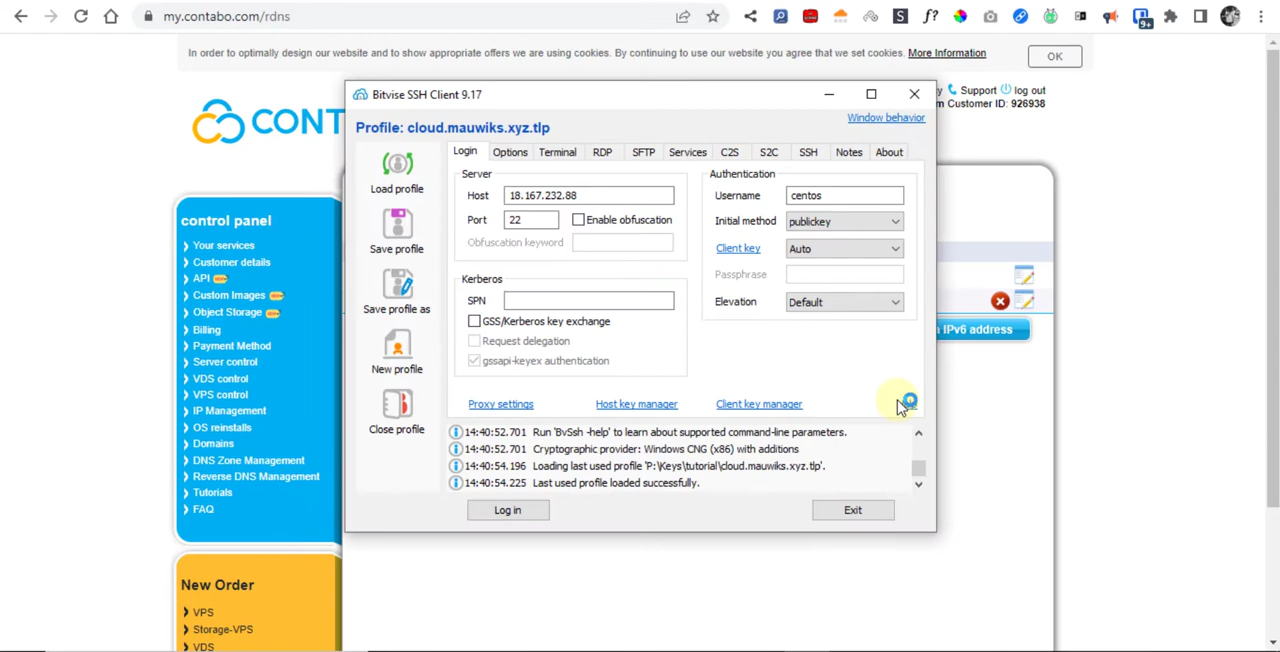 my.contabo.com/rdns
9+
In order to optimally design our website and to show appropriate offers we are using cookies. By continuing to use our website you agree that we set cookies. More Information
OK
Support log out
Customer ID: 926938
CONT
Bitvise SSH Client 9.17
Window behavior
Profile: cloud.mauwiks.xyz.tlp
Load profile
Save profile
Save profile as
New profile
Close profile
Login Options Terminal RDP SFTP Services C2S S2C SSH Notes About
Server
Host 18.167.232.88
Port 22 Enable obfuscation
Obfuscation keyword
Kerberos
SPN
GSS/Kerberos key exchange
Request delegation
gssapi-keyex authentication
Authentication
Username centos
Initial method publickey
Client key Auto
Passphrase
Elevation Default
Proxy settings Host key manager Client key manager
14:40:52.701 Run 'BvSsh -help' to learn about supported command-line parameters.
14:40:52.701 Cryptographic provider: Windows CNG (x86) with additions
14:40:54.196 Loading last used profile 'P:\Keys\tutorial\cloud.mauwiks.xyz.tlp'.
14:40:54.225 Last used profile loaded successfully.
Log in Exit
control panel
Your services
Customer details
API
Custom Images
Object Storage
Billing
Payment Method
Server control
VDS control
VPS control
IP Management
OS reinstalls
Domains
DNS Zone Management
Reverse DNS Management
Tutorials
FAQ
IPv6 address
New Order
VPS
Storage-VPS
VDS